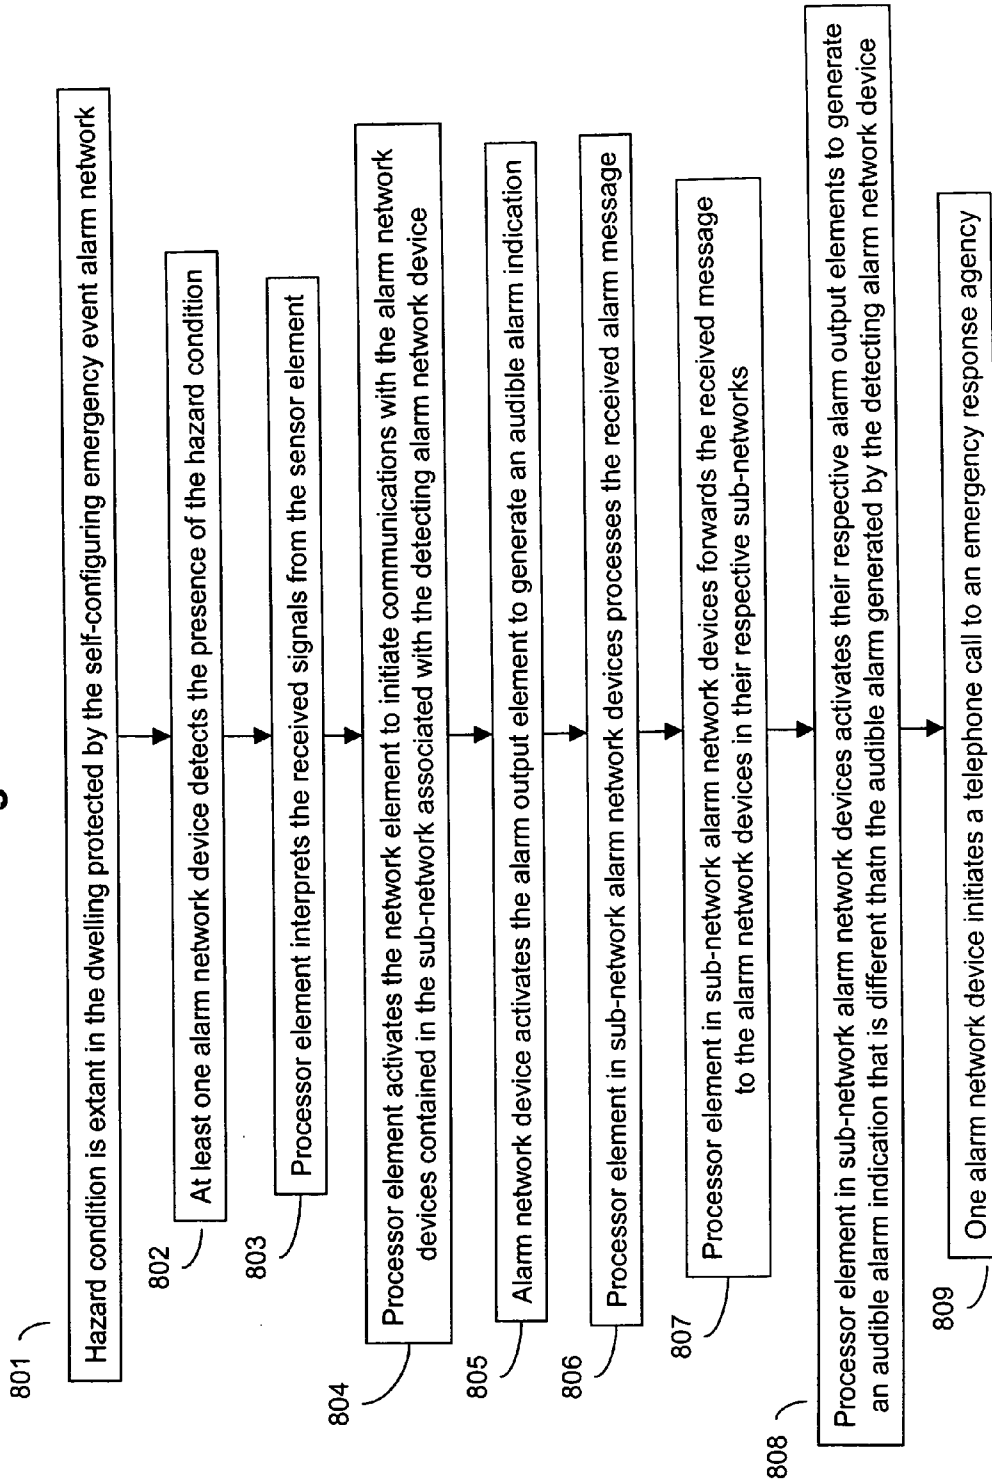 801
Hazard condition is extant in the dwelling protected by the self-configuring emergency event alarm network
802
At least one alarm network device detects the presence of the hazard condition
803
Processor element interprets the received signals from the sensor element
804
Processor element activates the network element to initiate communications with the alarm network
devices contained in the sub-network associated with the detecting alarm network device
805
Alarm network device activates the alarm output element to generate an audible alarm indication
806
Processor element in sub-network alarm network devices processes the received alarm message
807
Processor element in sub-network alarm network devices forwards the received message
to the alarm network devices in their respective sub-networks
808
Processor element in sub-network alarm network devices activates their respective alarm output elements to generate
an audible alarm indication that is different thatn the audible alarm generated by the detecting alarm network device
809
One alarm network device initiates a telephone call to an emergency response agency